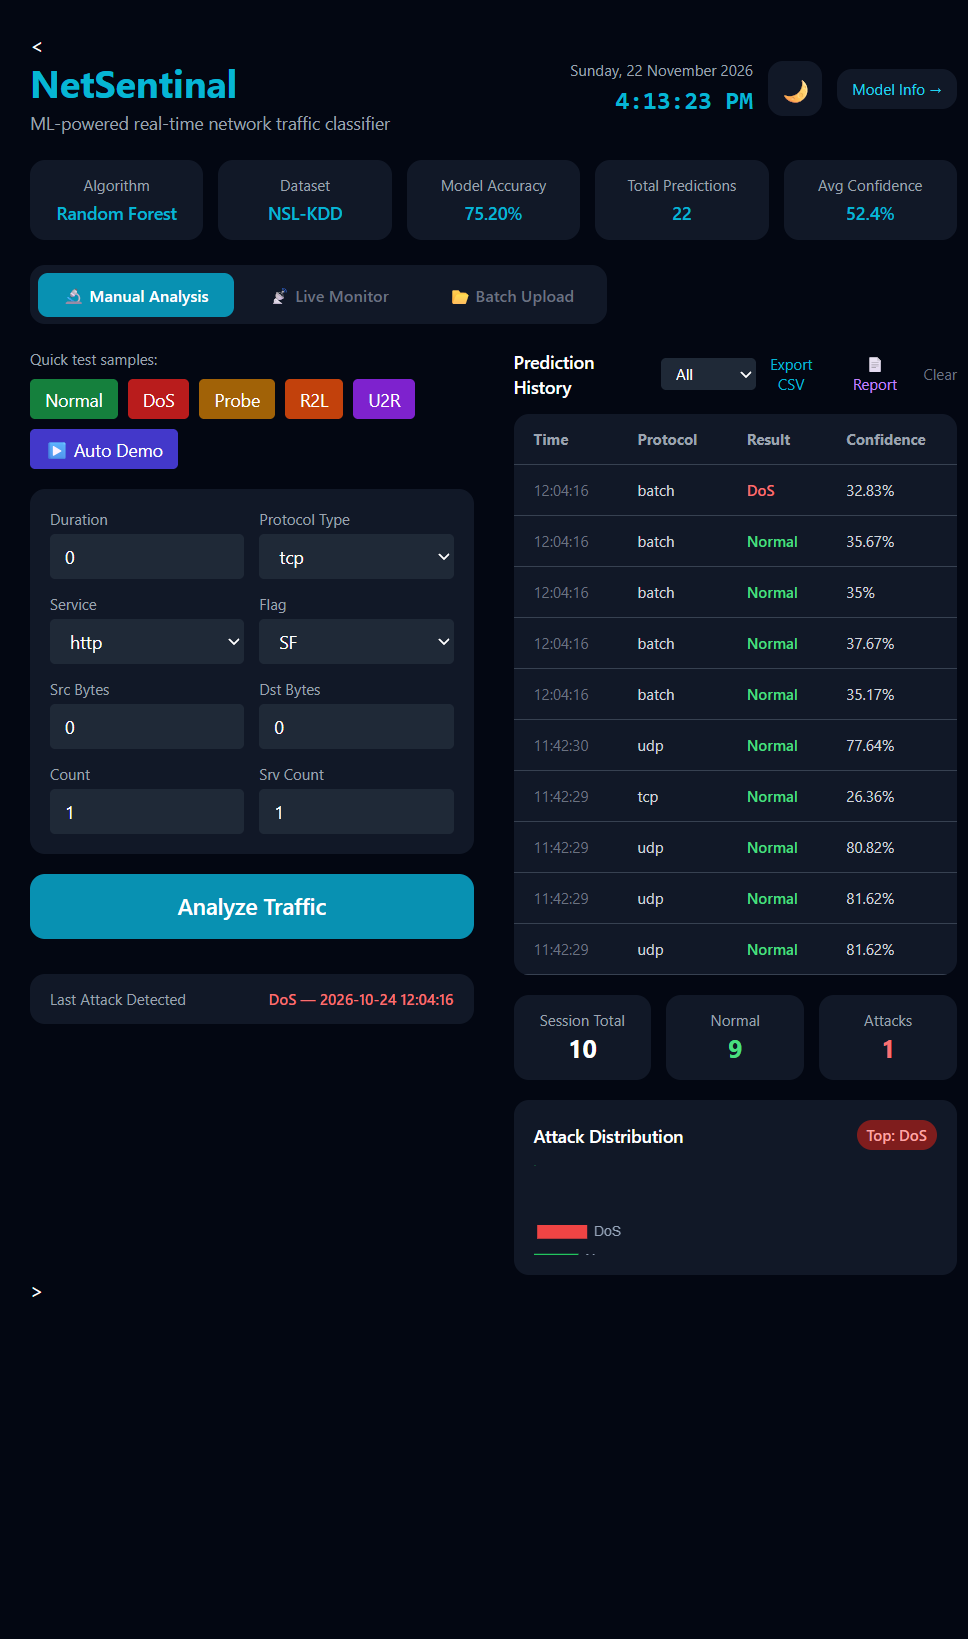 <
NetSentinal
ML-powered real-time network traffic classifier
Sunday, 22 November 2026
4:13:23 PM
Model Info →
Algorithm
Random Forest
Dataset
NSL-KDD
Model Accuracy
75.20%
Total Predictions
22
Avg Confidence
52.4%
Manual Analysis
Live Monitor
Batch Upload
Quick test samples:
Normal
DoS
Probe
R2L
U2R
Auto Demo
Duration
0
Protocol Type
tcp
Service
http
Flag
SF
Src Bytes
0
Dst Bytes
0
Count
1
Srv Count
1
Analyze Traffic
Last Attack Detected
DoS — 2026-10-24 12:04:16
Prediction
History
All
Export
CSV
Report
Clear
Time Protocol Result Confidence
12:04:16 batch DoS 32.83%
12:04:16 batch Normal 35.67%
12:04:16 batch Normal 35%
12:04:16 batch Normal 37.67%
12:04:16 batch Normal 35.17%
11:42:30 udp Normal 77.64%
11:42:29 tcp Normal 26.36%
11:42:29 udp Normal 80.82%
11:42:29 udp Normal 81.62%
11:42:29 udp Normal 81.62%
Session Total
10
Normal
9
Attacks
1
Attack Distribution
Top: DoS
DoS
>